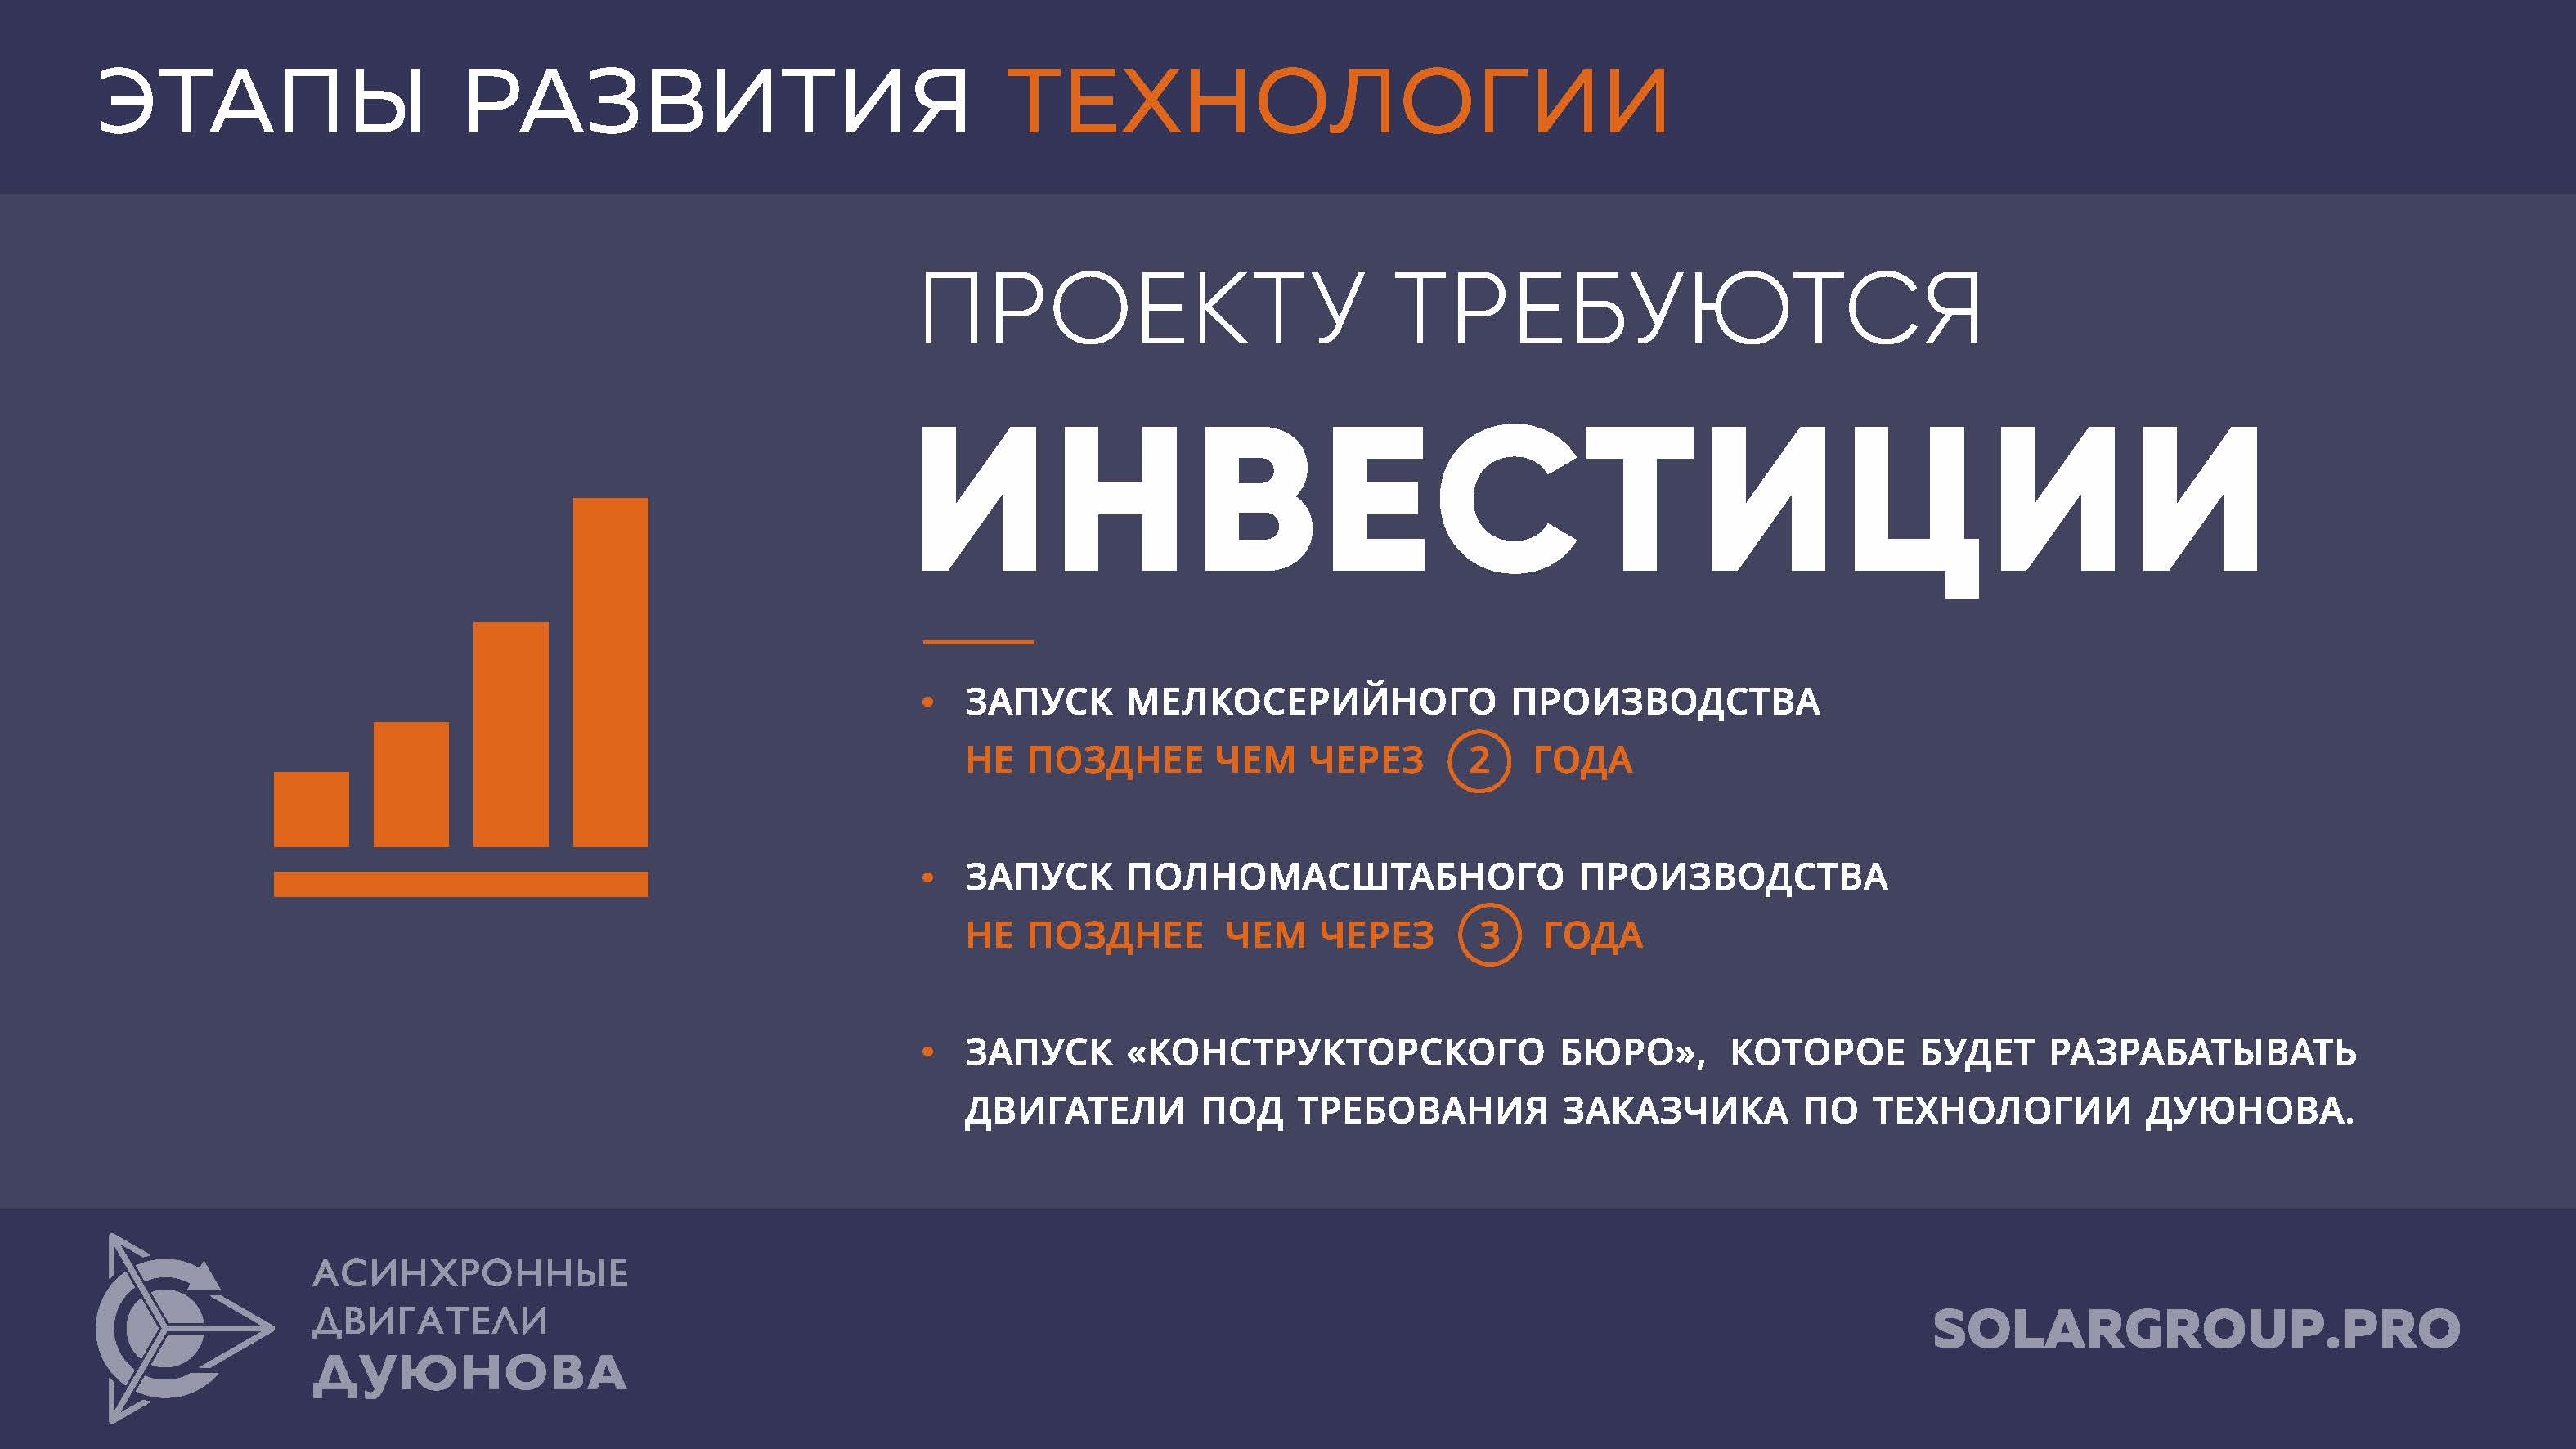 ЭТАПЫ РАЗВИТИЯ ТЕХНОЛОГИИ
ПРОЕКТУ ТРЕБУЮТСЯ
ИНВЕСТИЦИИ
• ЗАПУСК МЕЛКОСЕРИЙНОГО ПРОИЗВОДСТВА
НЕ ПОЗДНЕЕ ЧЕМ ЧЕРЕЗ 2 ГОДА
• ЗАПУСК ПОЛНОМАСШТАБНОГО ПРОИЗВОДСТВА
НЕ ПОЗДНЕЕ ЧЕМ ЧЕРЕЗ 3 ГОДА
• ЗАПУСК «КОНСТРУКТОРСКОГО БЮРО», КОТОРОЕ БУДЕТ РАЗРАБАТЫВАТЬ
ДВИГАТЕЛИ ПОД ТРЕБОВАНИЯ ЗАКАЗЧИКА ПО ТЕХНОЛОГИИ ДУЮНОВА.
АСИНХРОННЫЕ
ДВИГАТЕЛИ
ДУЮНОВА
SOLARGROUP.PRO